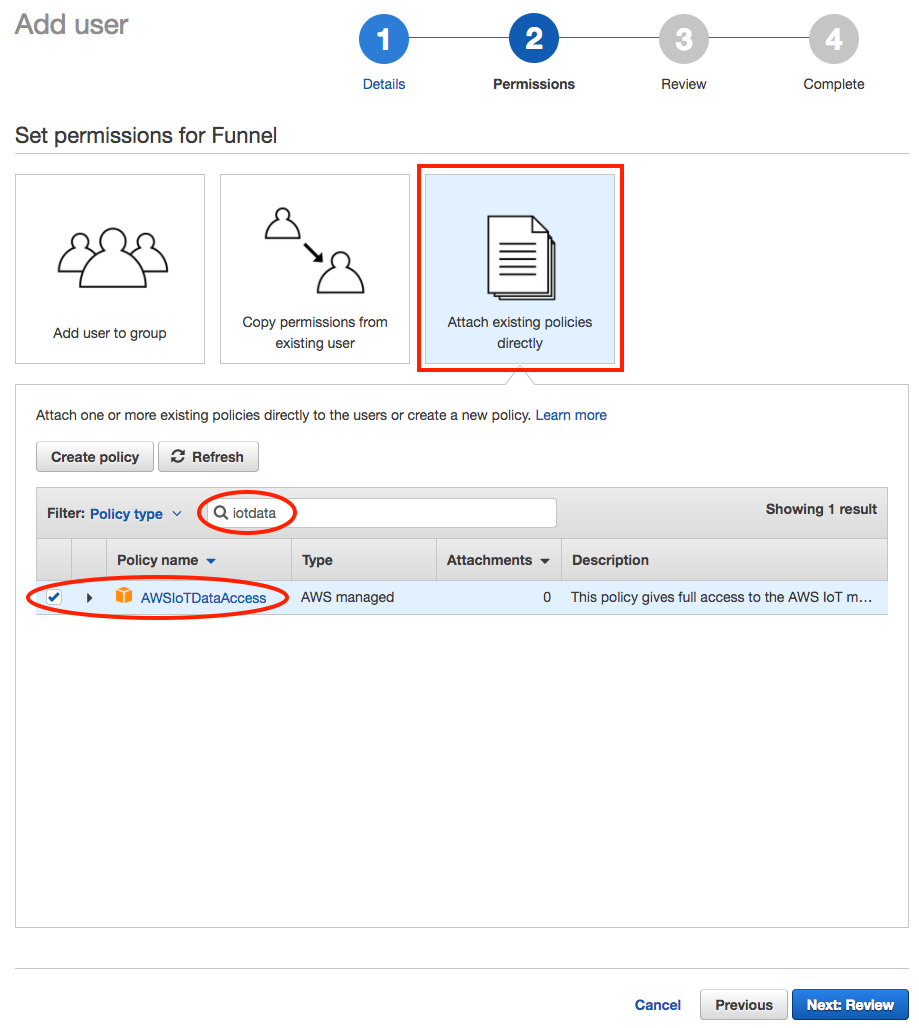 Add user
1
2
3
4
Details
Permissions
Review
Complete
Set permissions for Funnel
Add user to group
Copy permissions from
existing user
Attach existing policies
directly
Attach one or more existing policies directly to the users or create a new policy. Learn more
Create policy
Refresh
Filter: Policy type
iotdata
Showing 1 result
Policy name
Type
Attachments
Description
AWSIoTDataAccess
AWS managed
0
This policy gives full access to the AWS IoT m...
Cancel
Previous
Next: Review